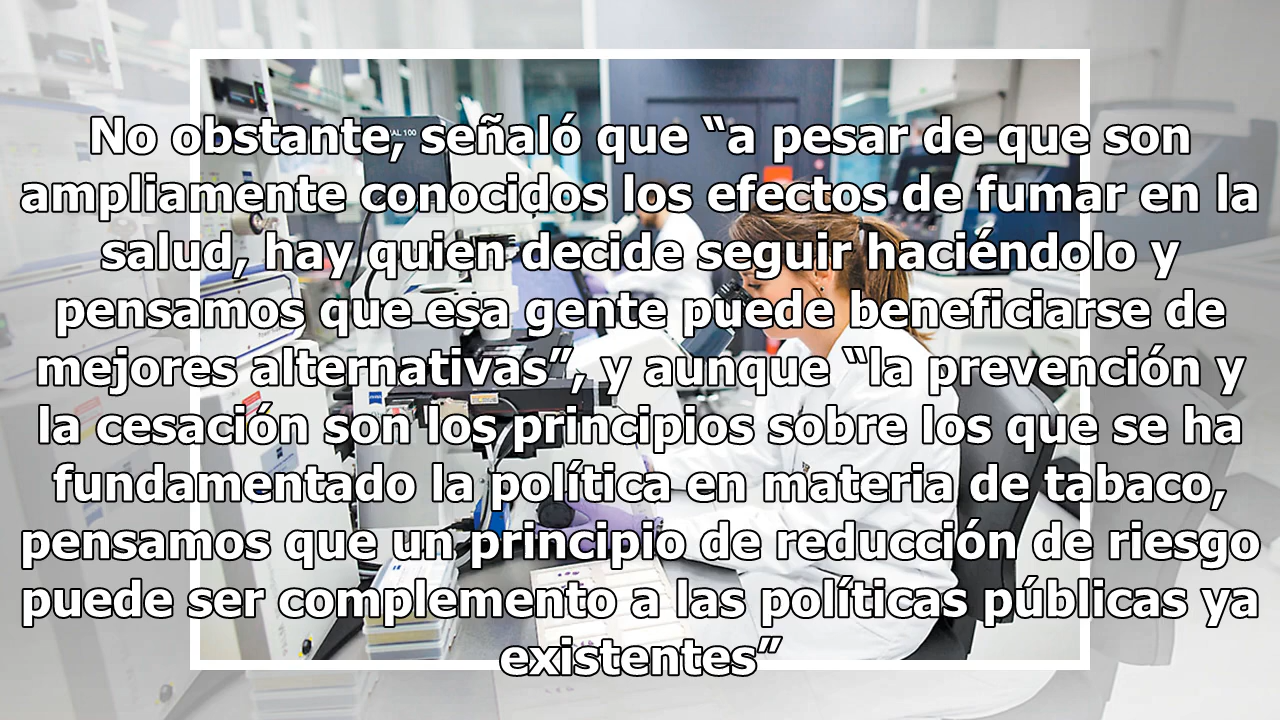 No obstante, señaló que “a pesar de que son
ampliamente conocidos los efectos de fumar en la
salud, hay quien decide seguir haciéndolo y
pensamos que esa gente puede beneficiarse de
mejores alternativas”, y aunque “la prevención y
la cesación son los principios sobre los que se ha
fundamentado la política en materia de tabaco,
pensamos que un principio de reducción de riesgo
puede ser complemento a las políticas públicas ya
existentes”